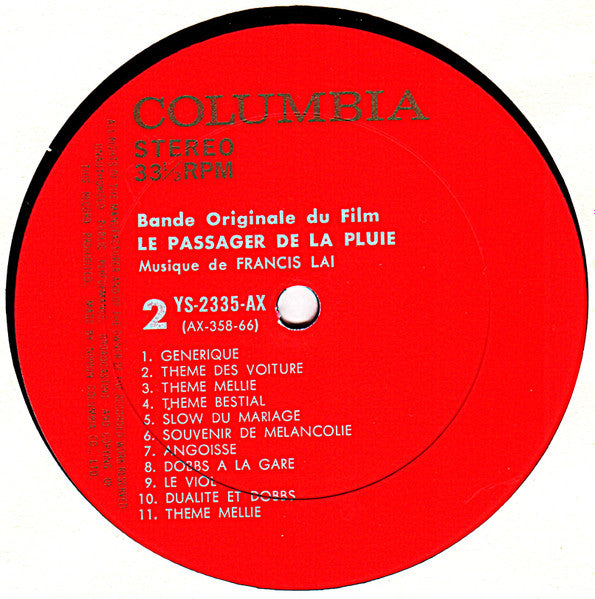 COLUMBIA
STEREO
33⅓ RPM
Bande Originale du Film
LE PASSAGER DE LA PLUIE
Musique de FRANCIS LAI
2
YS-2335-AX
(AX-358-66)
1. GENERIQUE
2. THEME DES VOITURE
3. THEME MELLIE
4. THEME BESTIAL
5. SLOW DU MARIAGE
6. SOUVENIR DE MELANCOLIE
7. ANGOISSE
8. DOBBS A LA GARE
9. LE VIOL
10. DUALITE ET DOBBS
11. THEME MELLIE